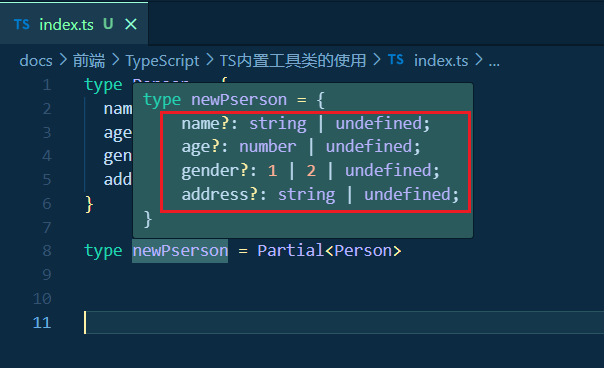 TS index.ts U ×
docs > 前端 > TypeScript > TS内置工具类的使用 > TS index.ts > ...
1 type
2 nam
3 age
4 gen
5 add
6 }
7
8 type newPserson = Partial<Person>
9
10
11
type newPserson = {
name?: string | undefined;
age?: number | undefined;
gender?: 1 | 2 | undefined;
address?: string | undefined;
}